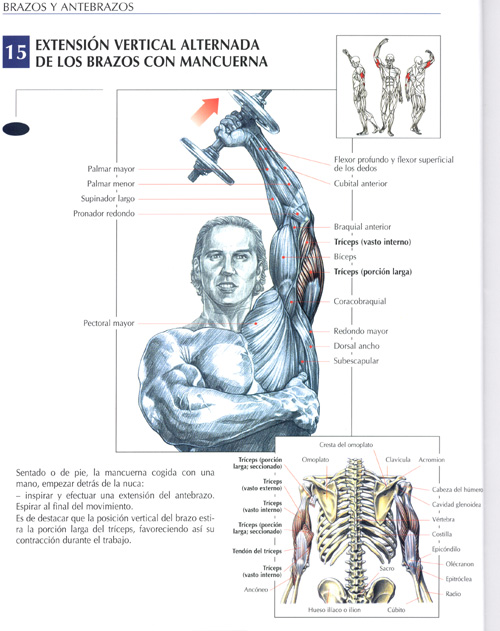 BRAZOS Y ANTEBRAZOS
15
EXTENSIÓN VERTICAL ALTERNADA
DE LOS BRAZOS CON MANCUERNA
Palmar mayor
Palmar menor
Supinador largo
Pronador redondo
Pectoral mayor
Flexor profundo y flexor superficial
de los dedos
Cubital anterior
Braquial anterior
Tríceps (vasto interno)
Bíceps
Tríceps (porción larga)
Coracobraquial
Redondo mayor
Dorsal ancho
Subescapular
Sentado o de pie, la mancuerna cogida con una
mano, empezar detrás de la nuca:
– inspirar y efectuar una extensión del antebrazo.
Espirar al final del movimiento.
Es de destacar que la posición vertical del brazo esti-
ra la porción larga del tríceps, favoreciendo así su
contracción durante el trabajo.
Cresta del omoplato
Tríceps (porción
larga; seccionado)
Omoplato
Clavícula
Acromion
Tríceps
(vasto externo)
Tríceps
(vasto interno)
Tríceps (porción
larga; seccionado)
Tendón del tríceps
Tríceps
(vasto interno)
Ancóneo
Cabeza del húmero
Cavidad glenoidea
Vértebra
Costilla
Epicóndilo
Olécranon
Epitróclea
Radio
Sacro
Hueso ilíaco o ilion
Cúbito